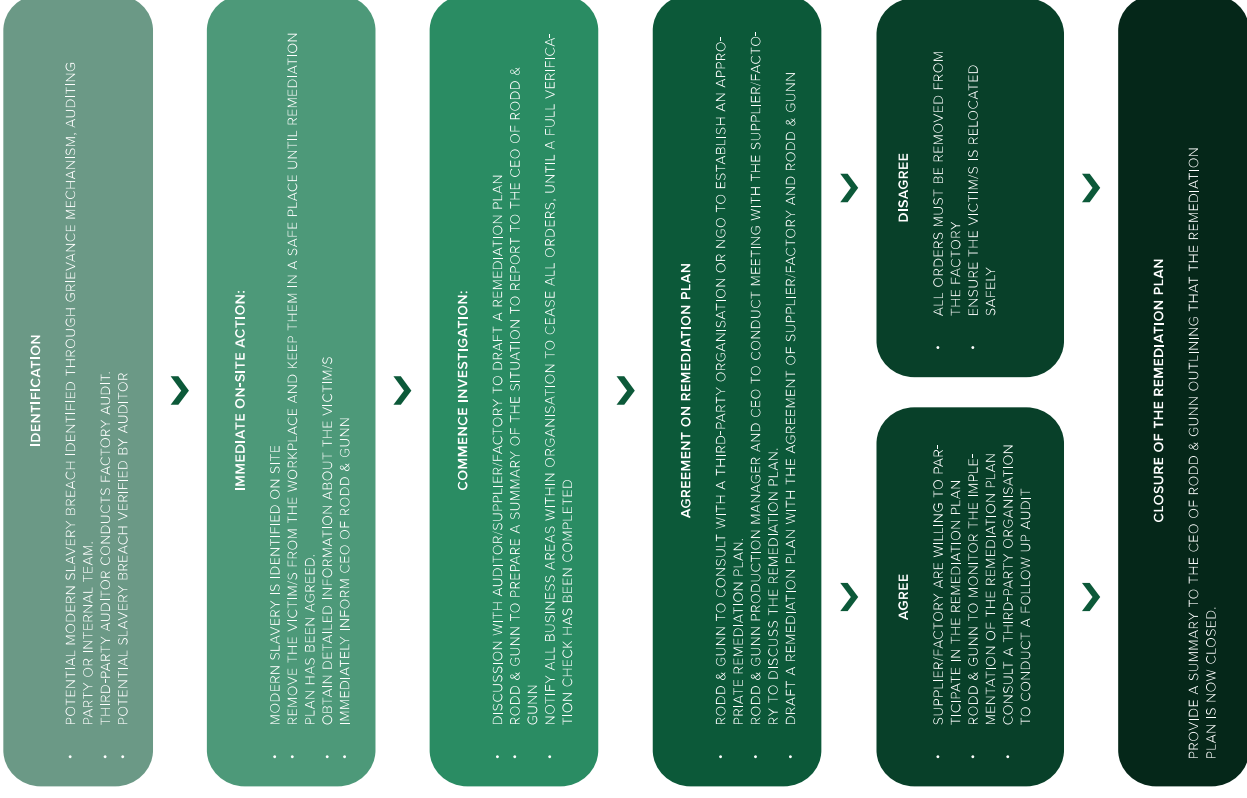 IDENTIFICATION
• POTENTIAL MODERN SLAVERY BREACH IDENTIFIED THROUGH GRIEVANCE MECHANISM, AUDITING
PARTY OR INTERNAL TEAM.
• THIRD-PARTY AUDITOR CONDUCTS FACTORY AUDIT.
• POTENTIAL SLAVERY BREACH VERIFIED BY AUDITOR
IMMEDIATE ON-SITE ACTION:
• MODERN SLAVERY IS IDENTIFIED ON SITE
• REMOVE THE VICTIM/S FROM THE WORKPLACE AND KEEP THEM IN A SAFE PLACE UNTIL REMEDIATION
PLAN HAS BEEN AGREED.
• OBTAIN DETAILED INFORMATION ABOUT THE VICTIM/S
• IMMEDIATELY INFORM CEO OF RODD & GUNN
COMMENCE INVESTIGATION:
• DISCUSSION WITH AUDITOR/SUPPLIER/FACTORY TO DRAFT A REMEDIATION PLAN
• RODD & GUNN TO PREPARE A SUMMARY OF THE SITUATION TO REPORT TO THE CEO OF RODD &
GUNN
• NOTIFY ALL BUSINESS AREAS WITHIN ORGANISATION TO CEASE ALL ORDERS, UNTIL A FULL VERIFICA-
TION CHECK HAS BEEN COMPLETED
AGREEMENT ON REMEDIATION PLAN
• RODD & GUNN TO CONSULT WITH A THIRD-PARTY ORGANISATION OR NGO TO ESTABLISH AN APPRO-
PRIATE REMEDIATION PLAN.
• RODD & GUNN PRODUCTION MANAGER AND CEO TO CONDUCT MEETING WITH THE SUPPLIER/FACTO-
RY TO DISCUSS THE REMEDIATION PLAN.
• DRAFT A REMEDIATION PLAN WITH THE AGREEMENT OF SUPPLIER/FACTORY AND RODD & GUNN
AGREE
• SUPPLIER/FACTORY ARE WILLING TO PAR-
TICIPATE IN THE REMEDIATION PLAN
• RODD & GUNN TO MONITOR THE IMPLE-
MENTATION OF THE REMEDIATION PLAN
• CONSULT A THIRD-PARTY ORGANISATION
TO CONDUCT A FOLLOW UP AUDIT
DISAGREE
• ALL ORDERS MUST BE REMOVED FROM
THE FACTORY
• ENSURE THE VICTIM/S IS RELOCATED
SAFELY
CLOSURE OF THE REMEDIATION PLAN
PROVIDE A SUMMARY TO THE CEO OF RODD & GUNN OUTLINING THAT THE REMEDIATION
PLAN IS NOW CLOSED.